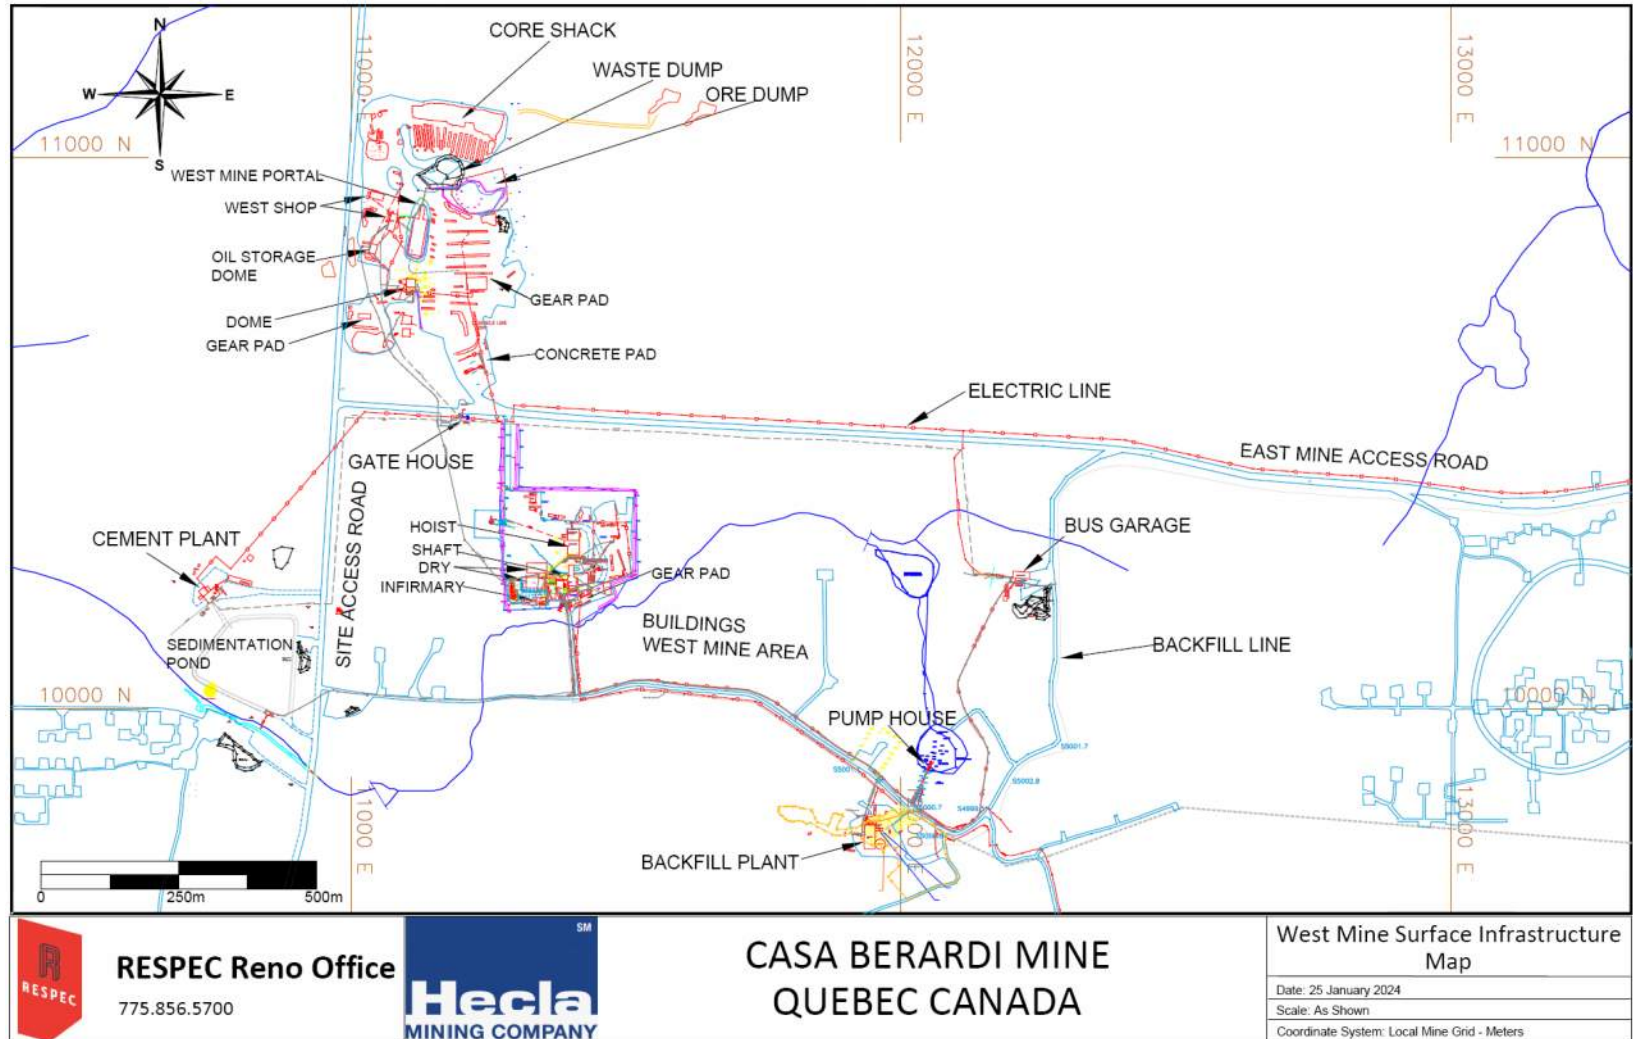 N
W
E
S
CORE SHACK
WASTE DUMP
ORE DUMP
11000 E
12000 E
13000 E
11000 N
11000 N
WEST MINE PORTAL
WEST SHOP
OIL STORAGE
DOME
DOME
GEAR PAD
GEAR PAD
CONCRETE PAD
ELECTRIC LINE
EAST MINE ACCESS ROAD
GATE HOUSE
SITE ACCESS ROAD
CEMENT PLANT
HOIST
SHAFT
DRY
INFIRMARY
GEAR PAD
BUS GARAGE
BUILDINGS
WEST MINE AREA
SEDIMENTATION
POND
BACKFILL LINE
10000 N
10000 N
PUMP HOUSE
S5001.7
S5002.8
BACKFILL PLANT
11000 E
13000 E
0
250m
500m
RESPEC
RESPEC Reno Office
775.856.5700
SM
Hecla
MINING COMPANY
CASA BERARDI MINE
QUEBEC CANADA
West Mine Surface Infrastructure
Map
Date: 25 January 2024
Scale: As Shown
Coordinate System: Local Mine Grid - Meters